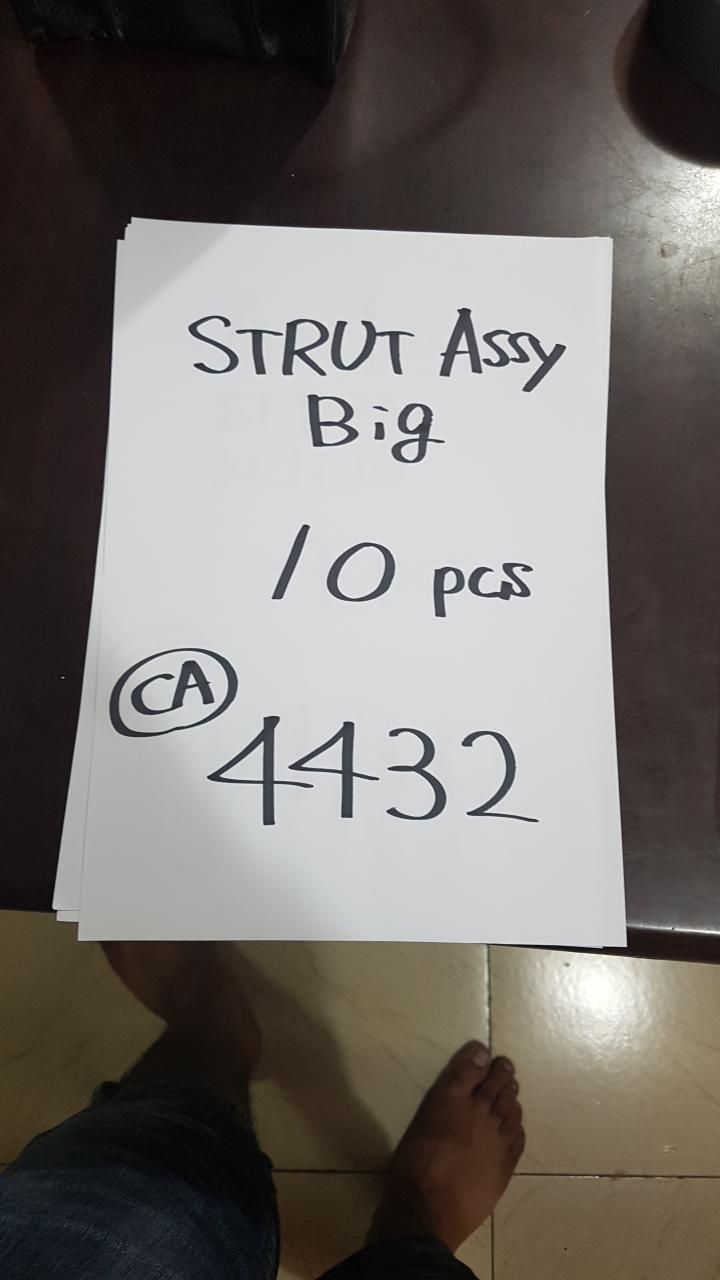 STRUT Assy
Big
10 pcs
CA
4432